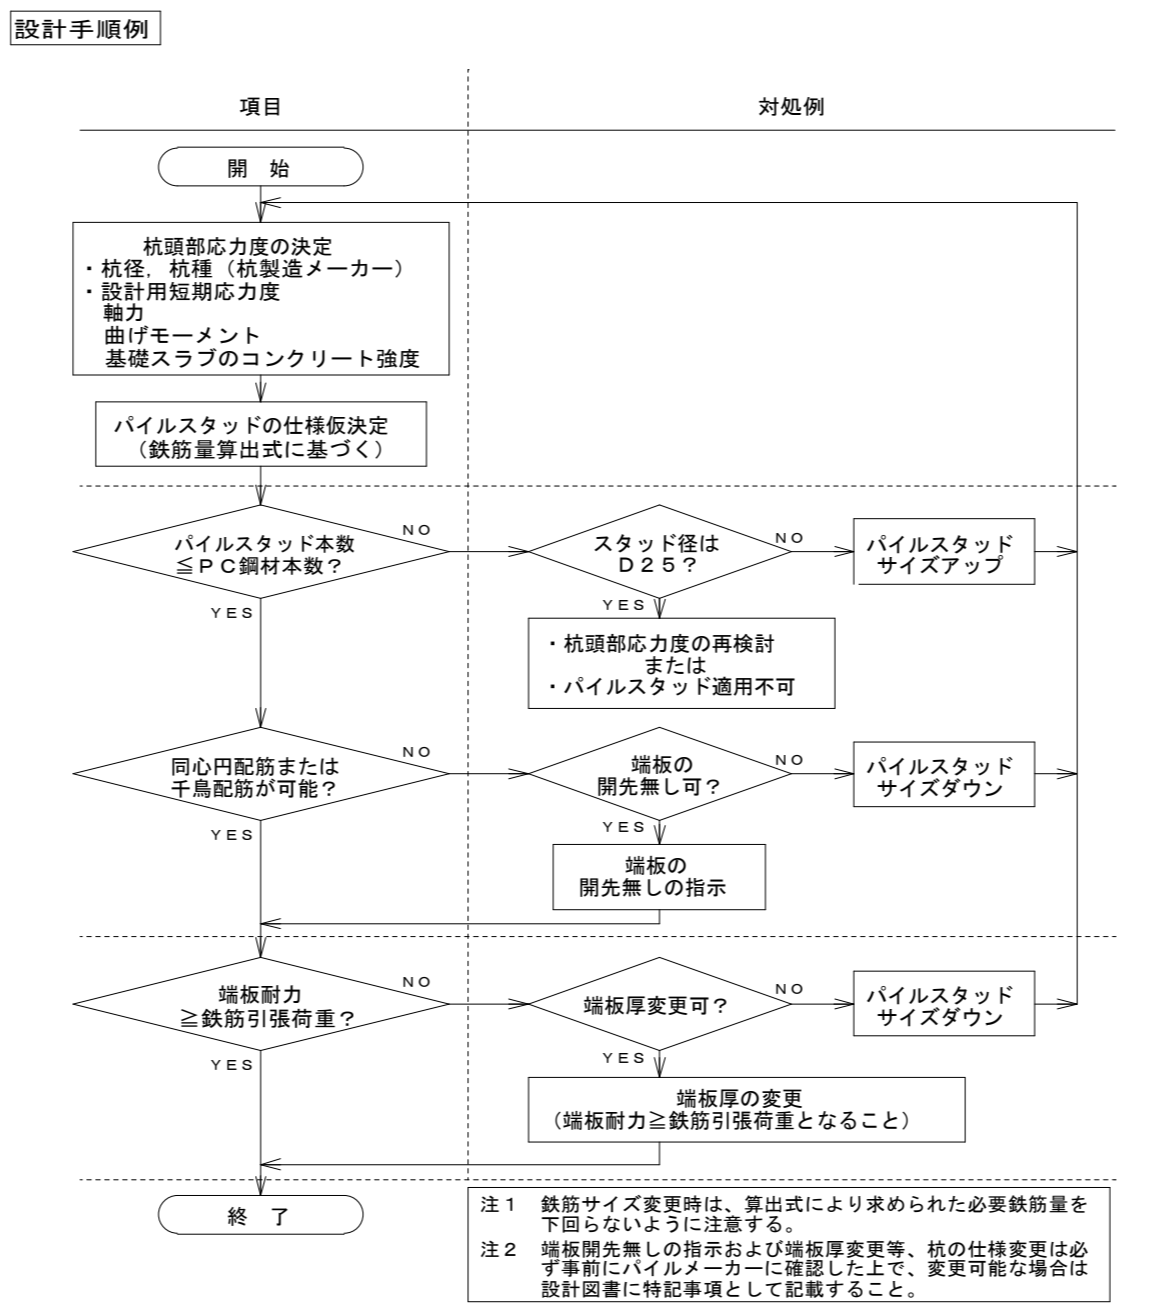 設計手順例
項目
対処例
開　始
杭頭部応力度の決定
・杭径，杭種（杭製造メーカー）
・設計用短期応力度
軸力
曲げモーメント
基礎スラブのコンクリート強度
パイルスタッドの仕様仮決定
（鉄筋量算出式に基づく）
パイルスタッド本数
≦ＰＣ鋼材本数？
NO
YES
スタッド径は
Ｄ２５？
NO
YES
パイルスタッド
サイズアップ
・杭頭部応力度の再検討
または
・パイルスタッド適用不可
同心円配筋または
千鳥配筋が可能？
NO
YES
端板の
開先無し可？
NO
YES
パイルスタッド
サイズダウン
端板の
開先無しの指示
端板耐力
≧鉄筋引張荷重？
NO
YES
端板厚変更可？
NO
YES
パイルスタッド
サイズダウン
端板厚の変更
（端板耐力≧鉄筋引張荷重となること）
終　了
注１　鉄筋サイズ変更時は、算出式により求められた必要鉄筋量を
下回らないように注意する。
注２　端板開先無しの指示および端板厚変更等、杭の仕様変更は必
ず事前にパイルメーカーに確認した上で、変更可能な場合は
設計図書に特記事項として記載すること。